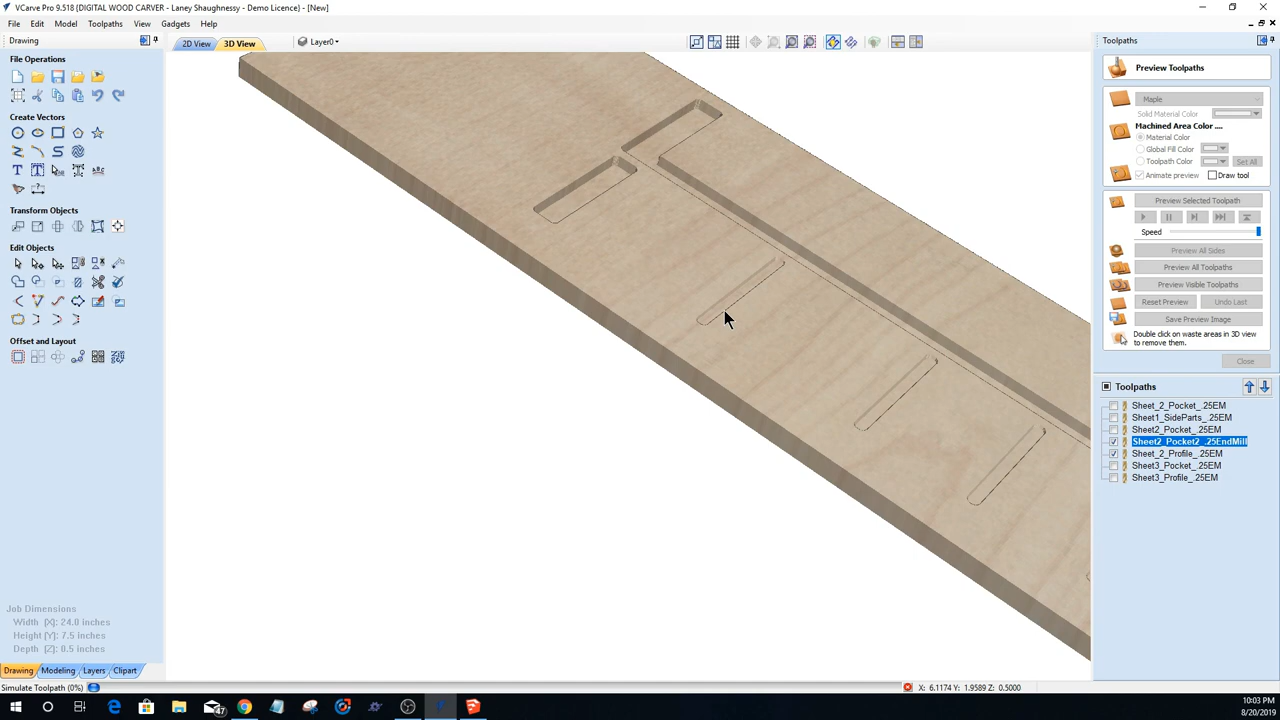 VCarve Pro 9.518 {DIGITAL WOOD CARVER - Laney Shaughnessy - Demo Licence} - [New]
File Edit Model Toolpaths View Gadgets Help
Drawing
2D View 3D View Layer0
Toolpaths
File Operations
Create Vectors
Transform Objects
Edit Objects
Offset and Layout
Job Dimensions
Width (X): 24.0 inches
Height (Y): 7.5 inches
Depth (Z): 0.5 inches
Drawing Modeling Layers Clipart
Preview Toolpaths
Maple
Solid Material Color
Machined Area Color ....
Material Color
Global Fill Color
Toolpath Color Set All
Animate preview Draw tool
Preview Selected Toolpath
Speed
Preview All Sides
Preview All Toolpaths
Preview Visible Toolpaths
Reset Preview Undo Last
Save Preview Image
Double click on waste areas in 3D view
to remove them.
Close
Toolpaths
Sheet_2_Pocket_.25EM
Sheet1_SideParts_.25EM
Sheet2_Pocket_.25EM
Sheet2_Pocket2_.25EndMill
Sheet_2_Profile_.25EM
Sheet3_Pocket_.25EM
Sheet3_Profile_.25EM
Simulate Toolpath (0%)
X: 6.1174 Y: 1.9589 Z: 0.5000
47
10:03 PM
8/20/2019